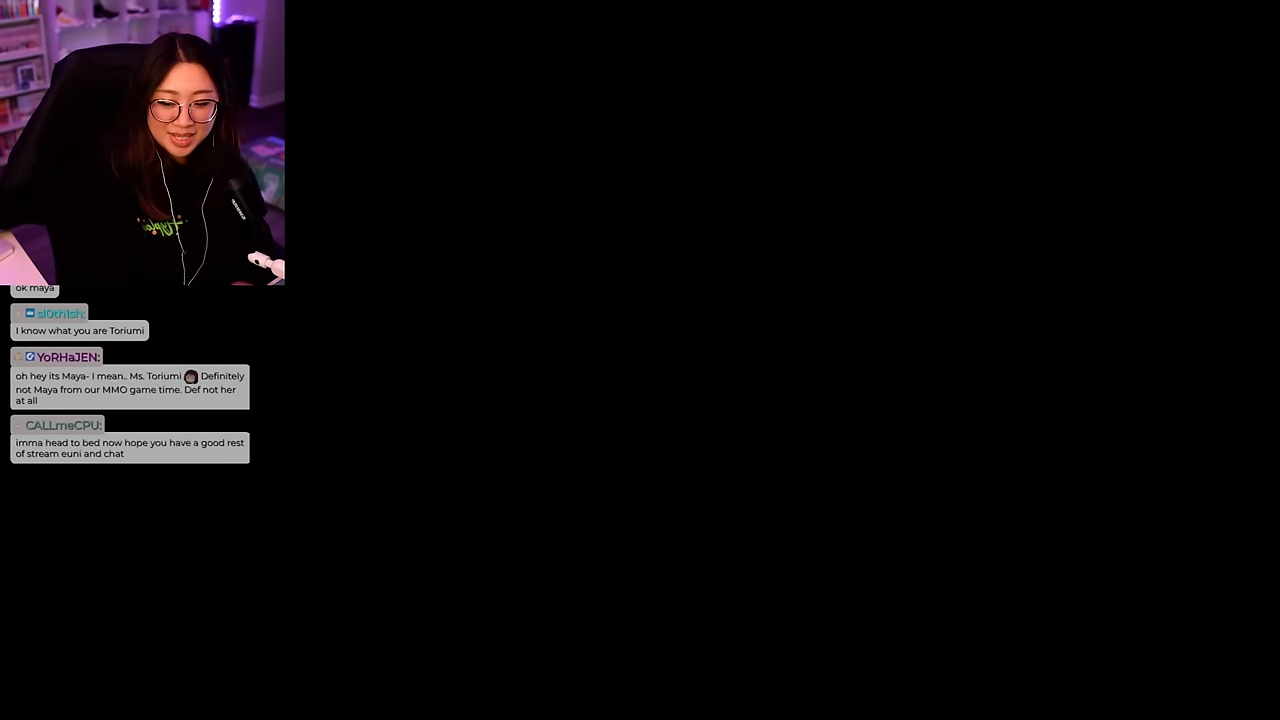 ok maya
sl0th1sh:
I know what you are Toriumi
YoRHaJEN:
oh hey its Maya- I mean.. Ms. Toriumi Definitely
not Maya from our MMO game time. Def not her
at all
CALLmeCPU:
imma head to bed now hope you have a good rest
of stream euni and chat